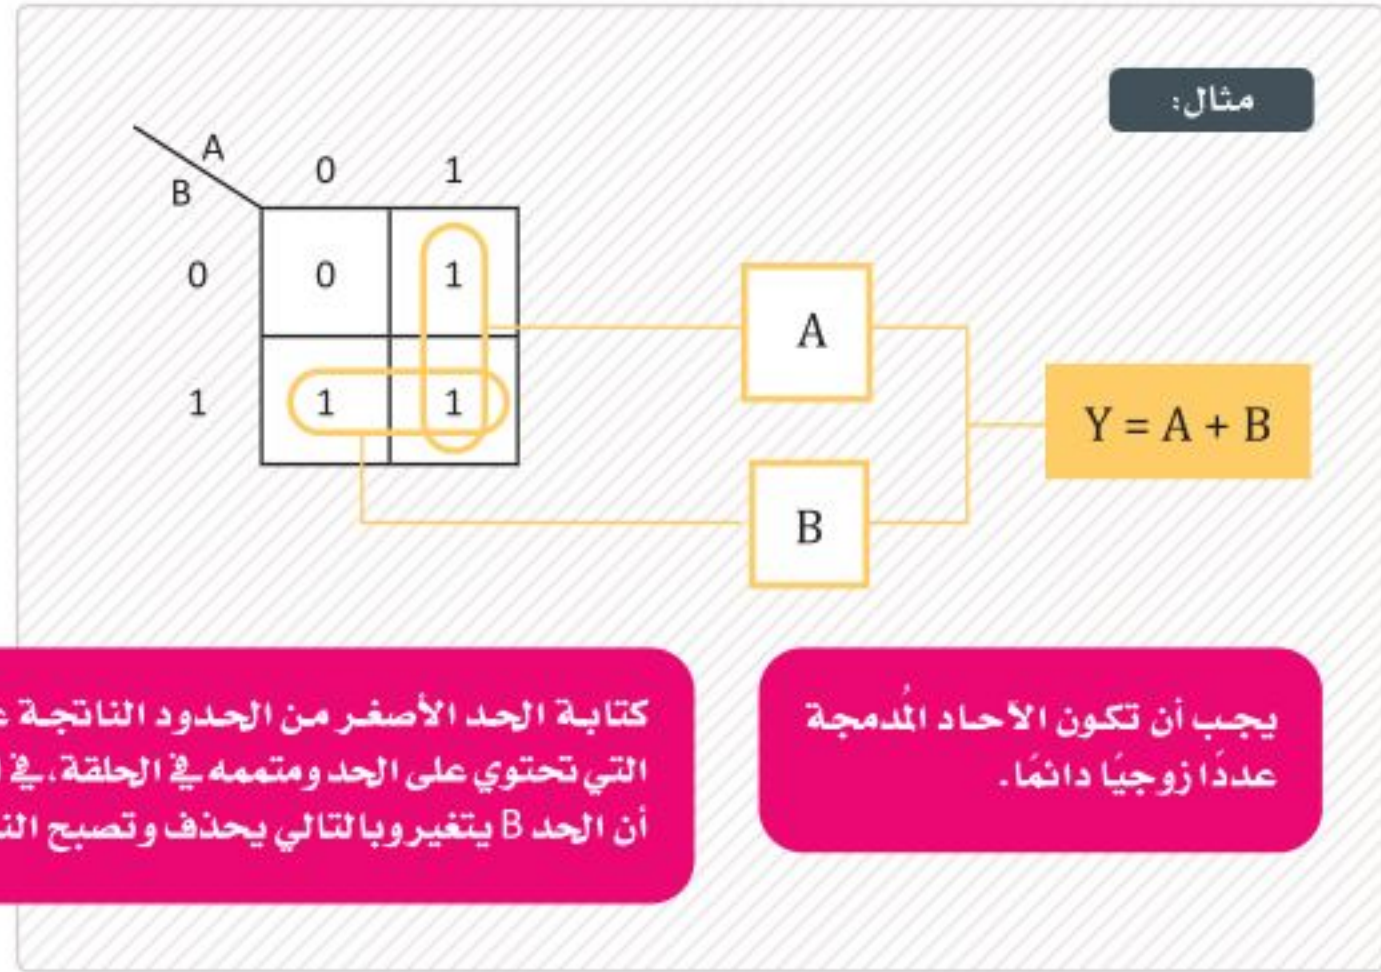 مثال:
A
B
0 1
0 0 1
1 1 1
A
B
Y = A + B
يجب أن تكون الآحاد المُدمجة
عددًا زوجيًا دائمًا.
كتابة الحد الأصغر من الحدود الناتجة
التي تحتوي على الحد ومتممه في الحلقة، في
أن الحد B يتغير وبالتالي يحذف وتصبح